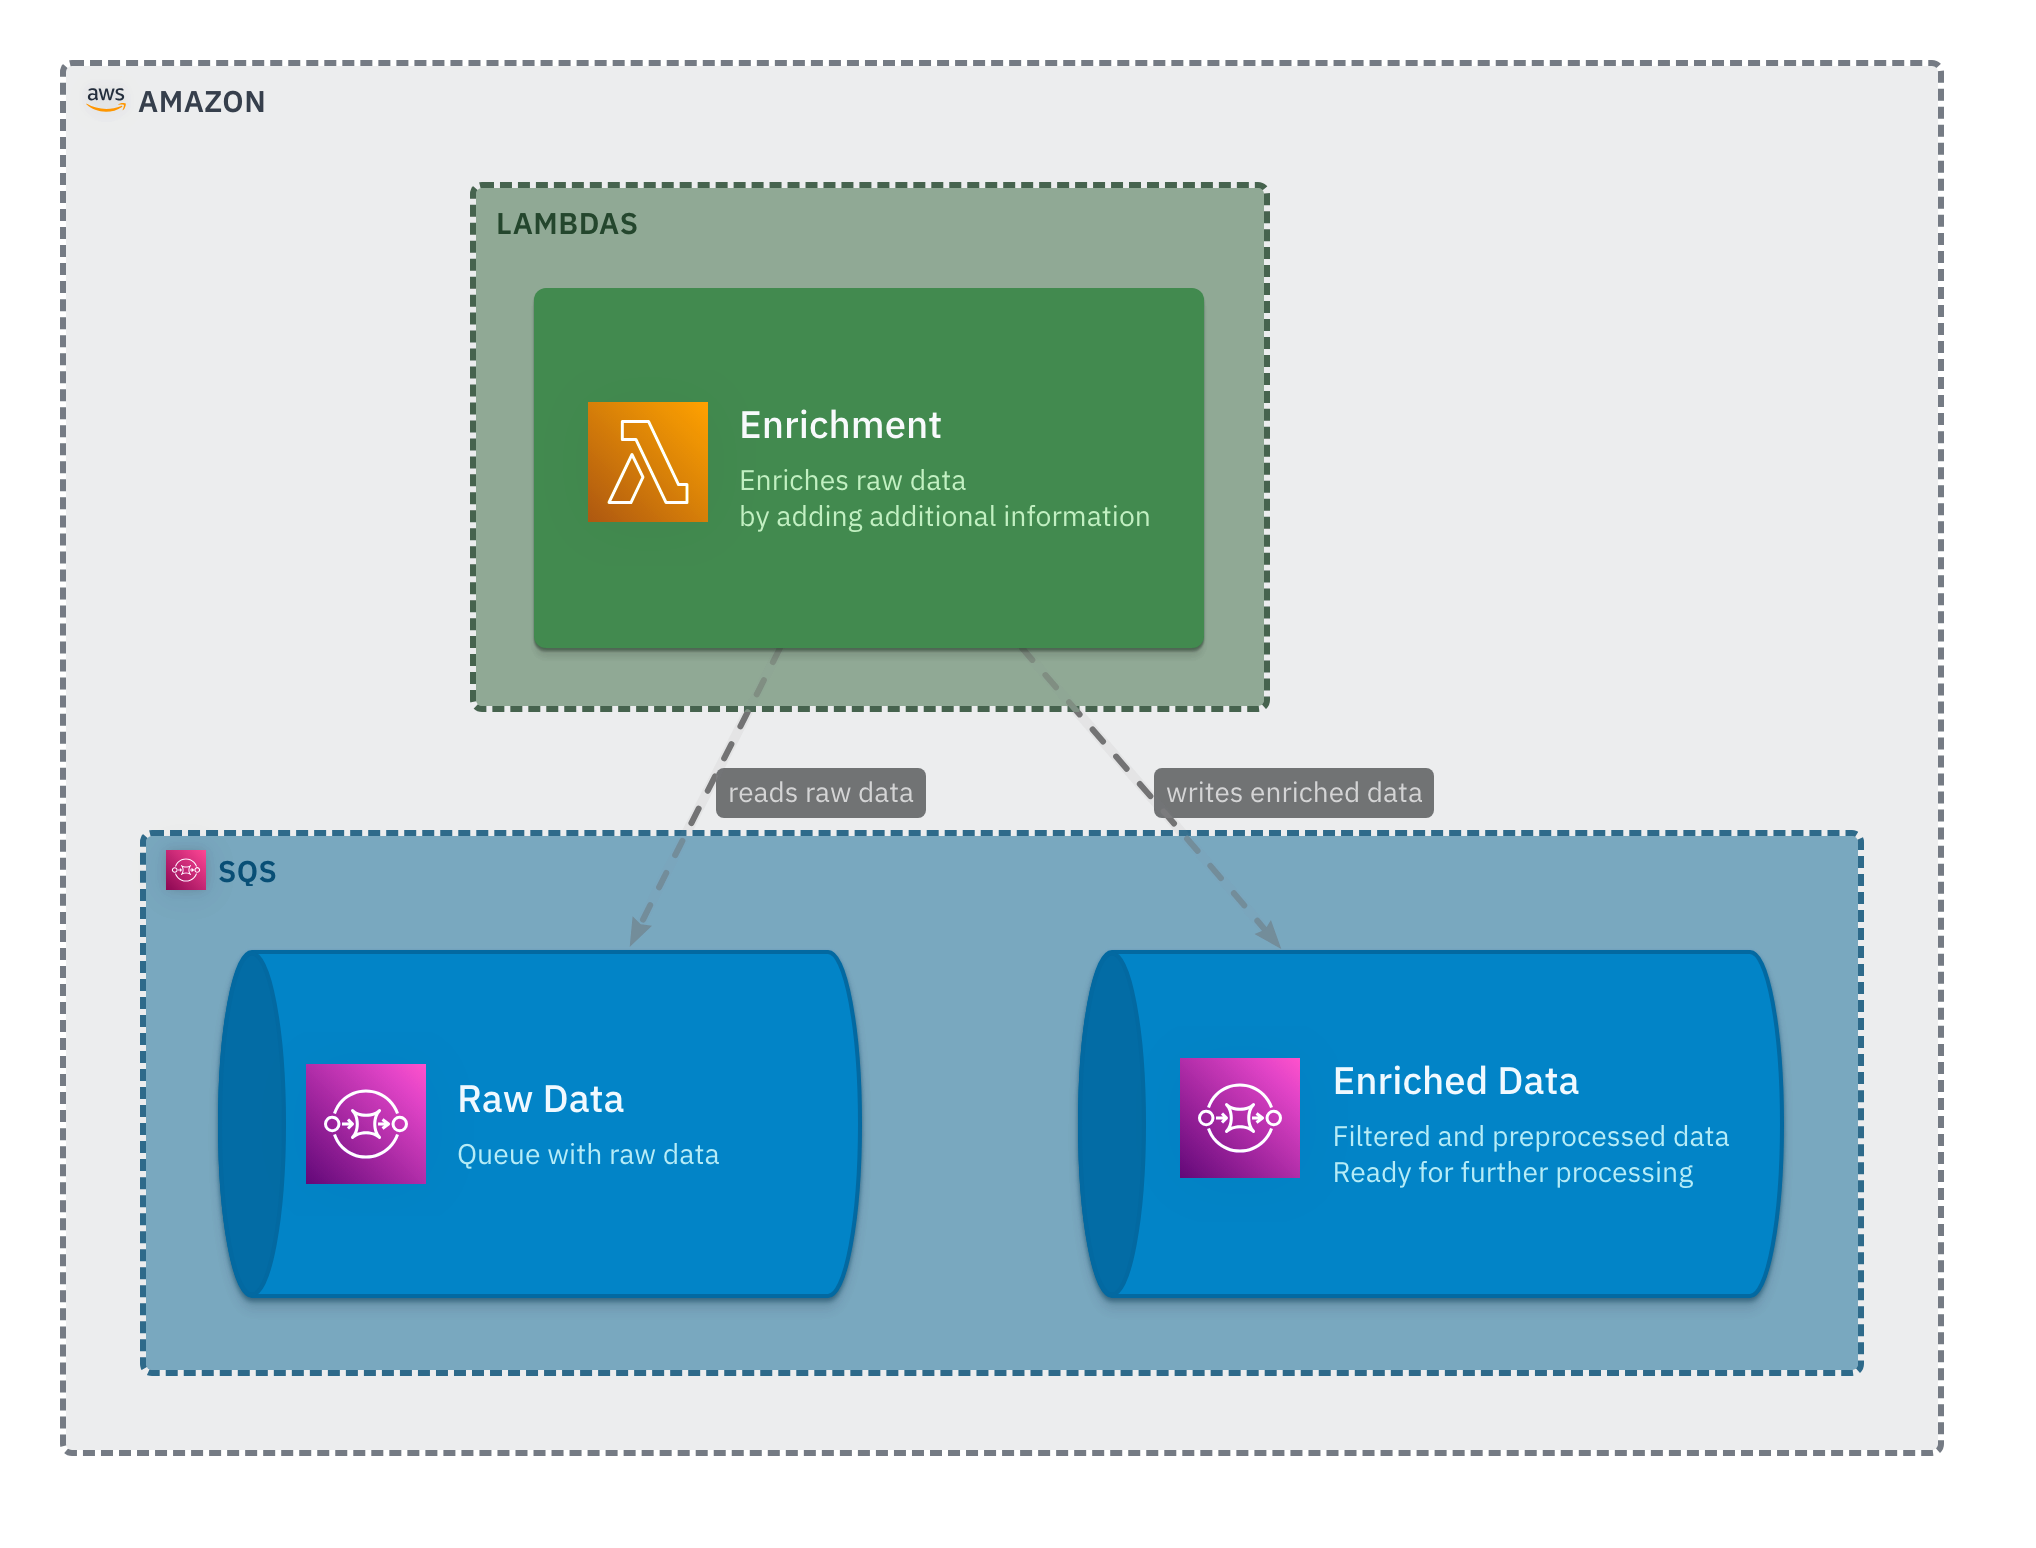 aws
AMAZON
LAMBDAS
Enrichment
Enriches raw data
by adding additional information
reads raw data
writes enriched data
SQS
Raw Data
Queue with raw data
Enriched Data
Filtered and preprocessed data
Ready for further processing